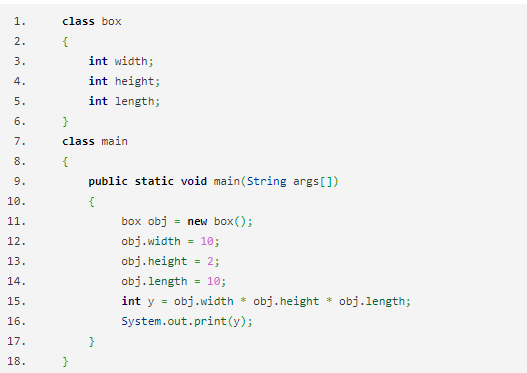 1. class box
2. {
3. int width;
4. int height;
5. int length;
6. }
7. class main
8. {
9. public static void main(String args[])
10. {
11. box obj = new box();
12. obj.width = 10;
13. obj.height = 2;
14. obj.length = 10;
15. int y = obj.width * obj.height * obj.length;
16. System.out.print(y);
17. }
18. }